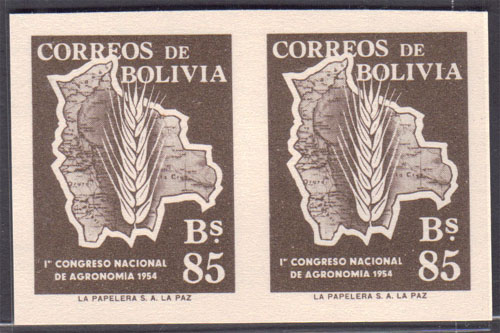 CORREOS DE
BOLIVIA
Bs.
1er CONGRESO NACIONAL
DE AGRONOMIA 1954
85
LA PAPELERA S. A. LA PAZ
CORREOS DE
BOLIVIA
Bs.
1er CONGRESO NACIONAL
DE AGRONOMIA 1954
85
LA PAPELERA S. A. LA PAZ